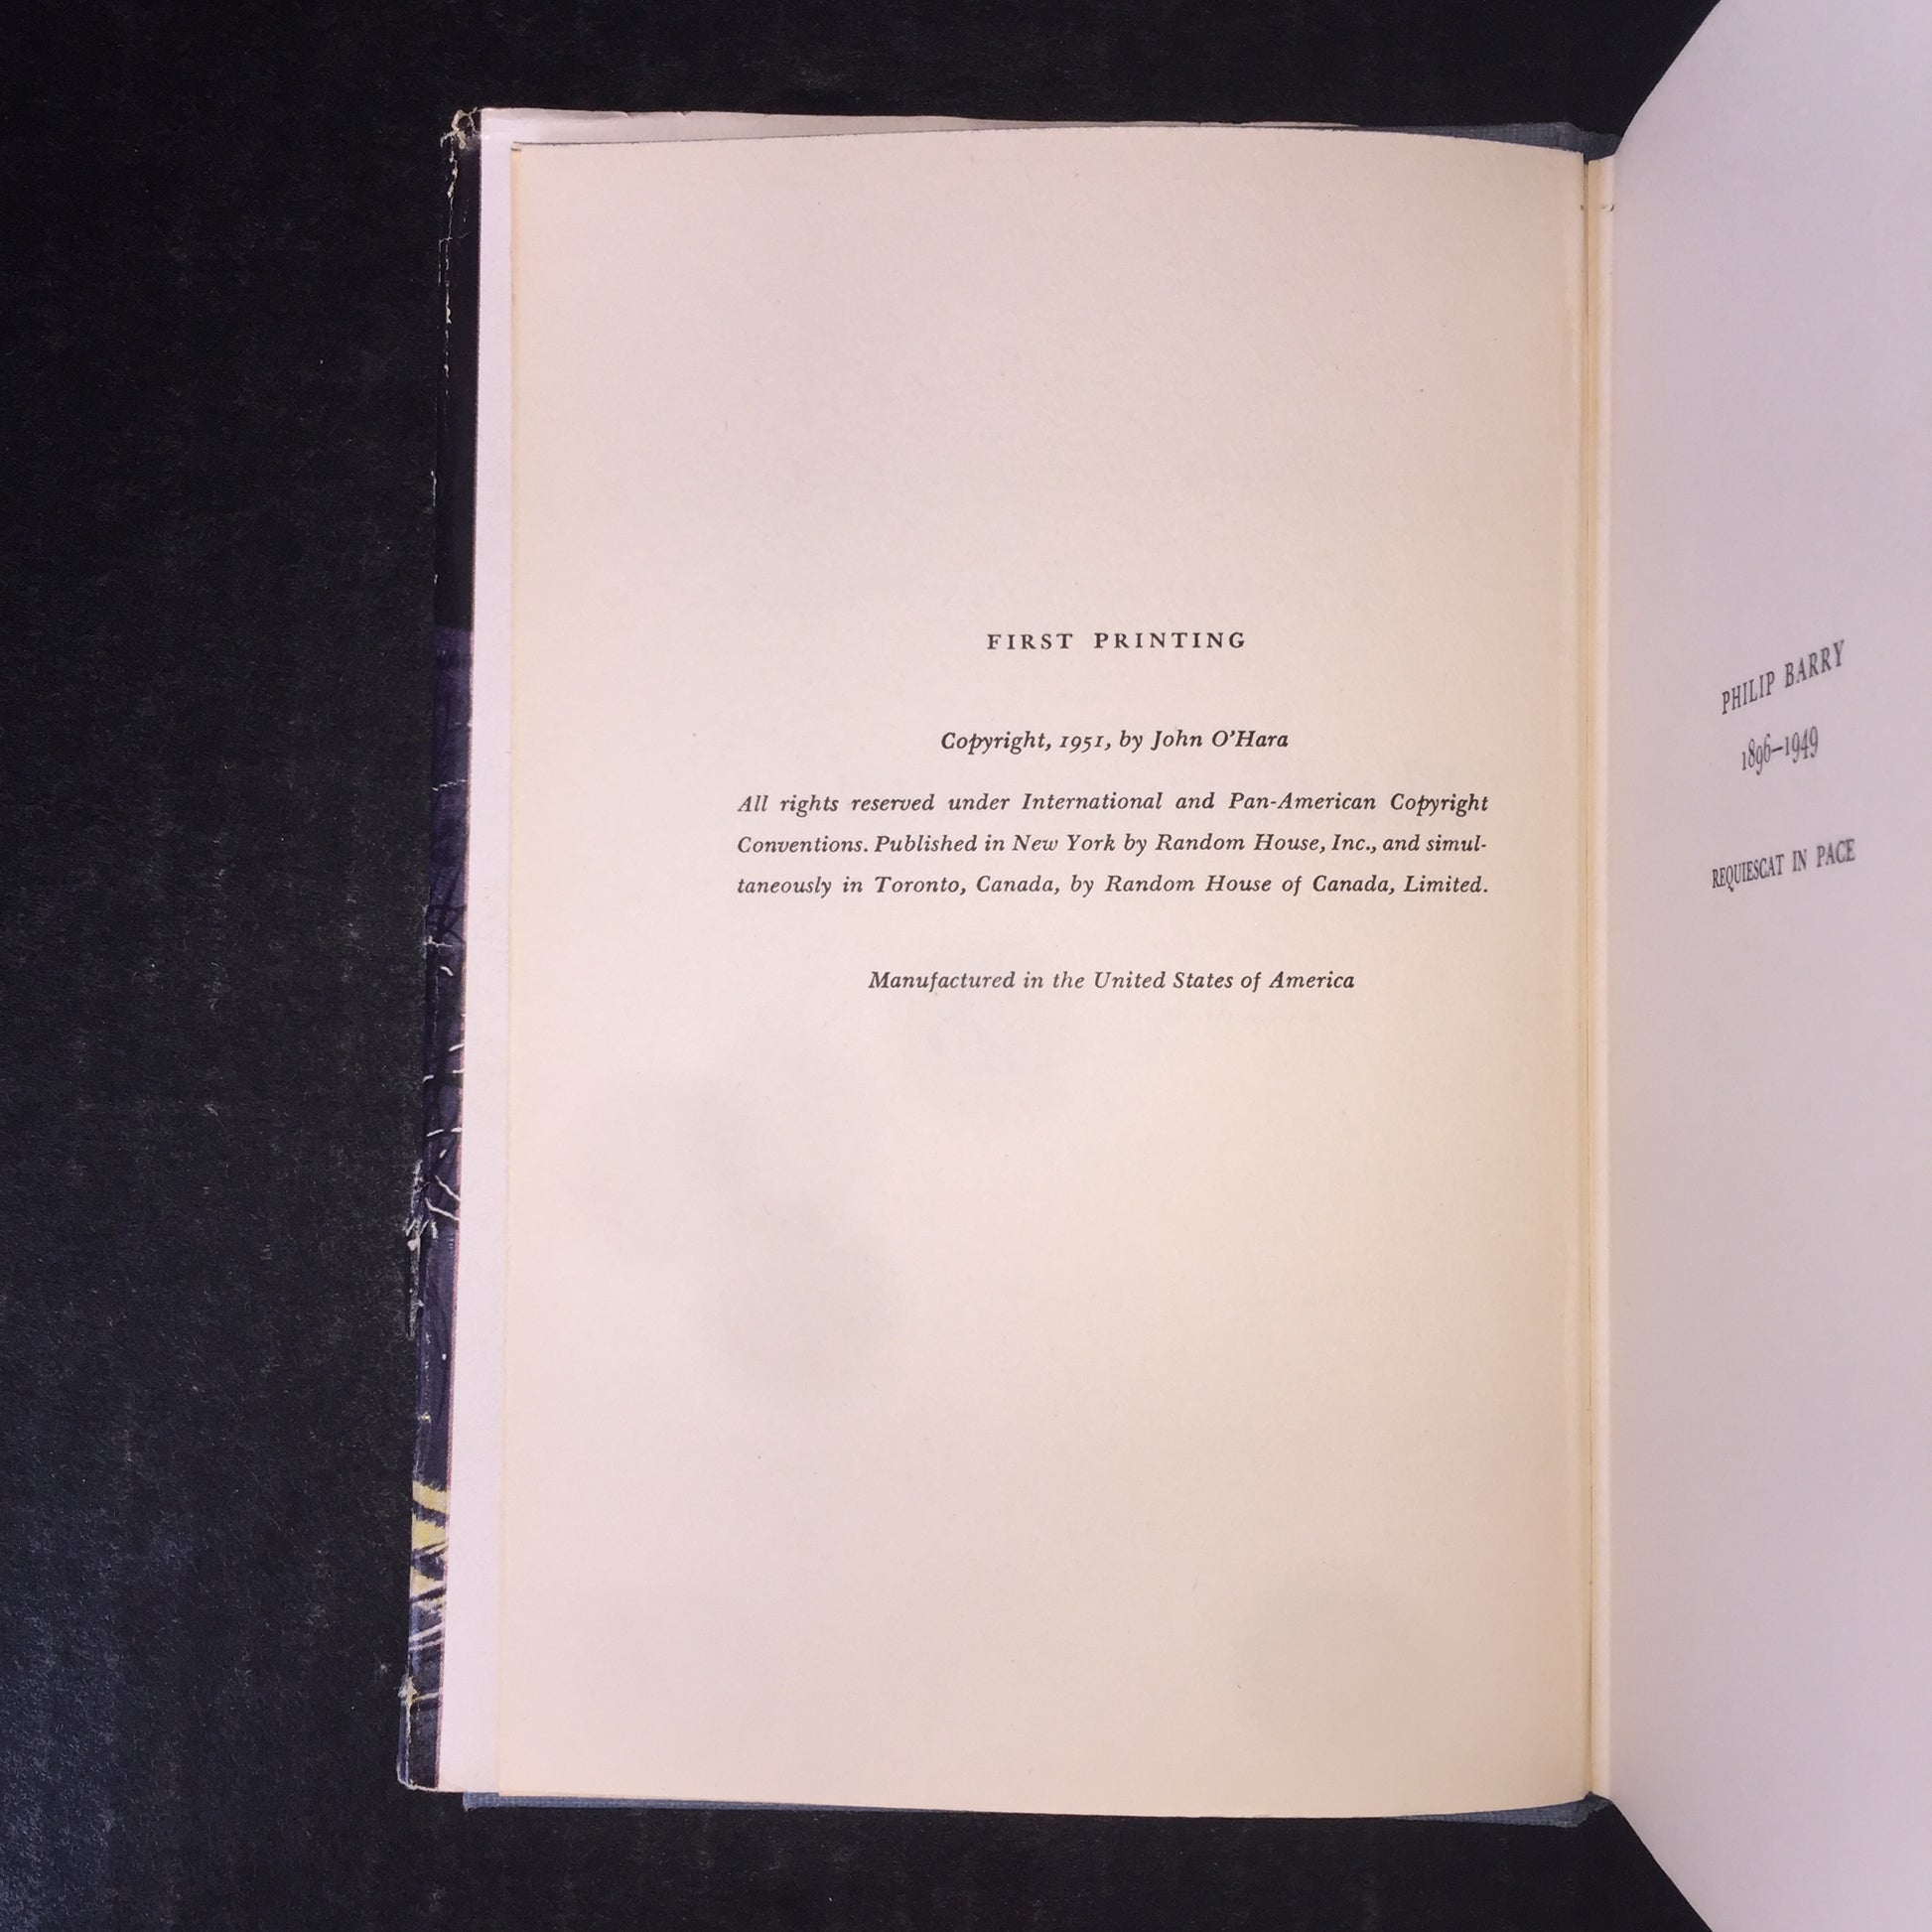 FIRST PRINTING
Copyright, 1951, by John O'Hara
All rights reserved under International and Pan-American Copyright
Conventions. Published in New York by Random House, Inc., and simul-
taneously in Toronto, Canada, by Random House of Canada, Limited.
Manufactured in the United States of America
PHILIP BARRY
1896–1949
REQUIESCAT IN PACE